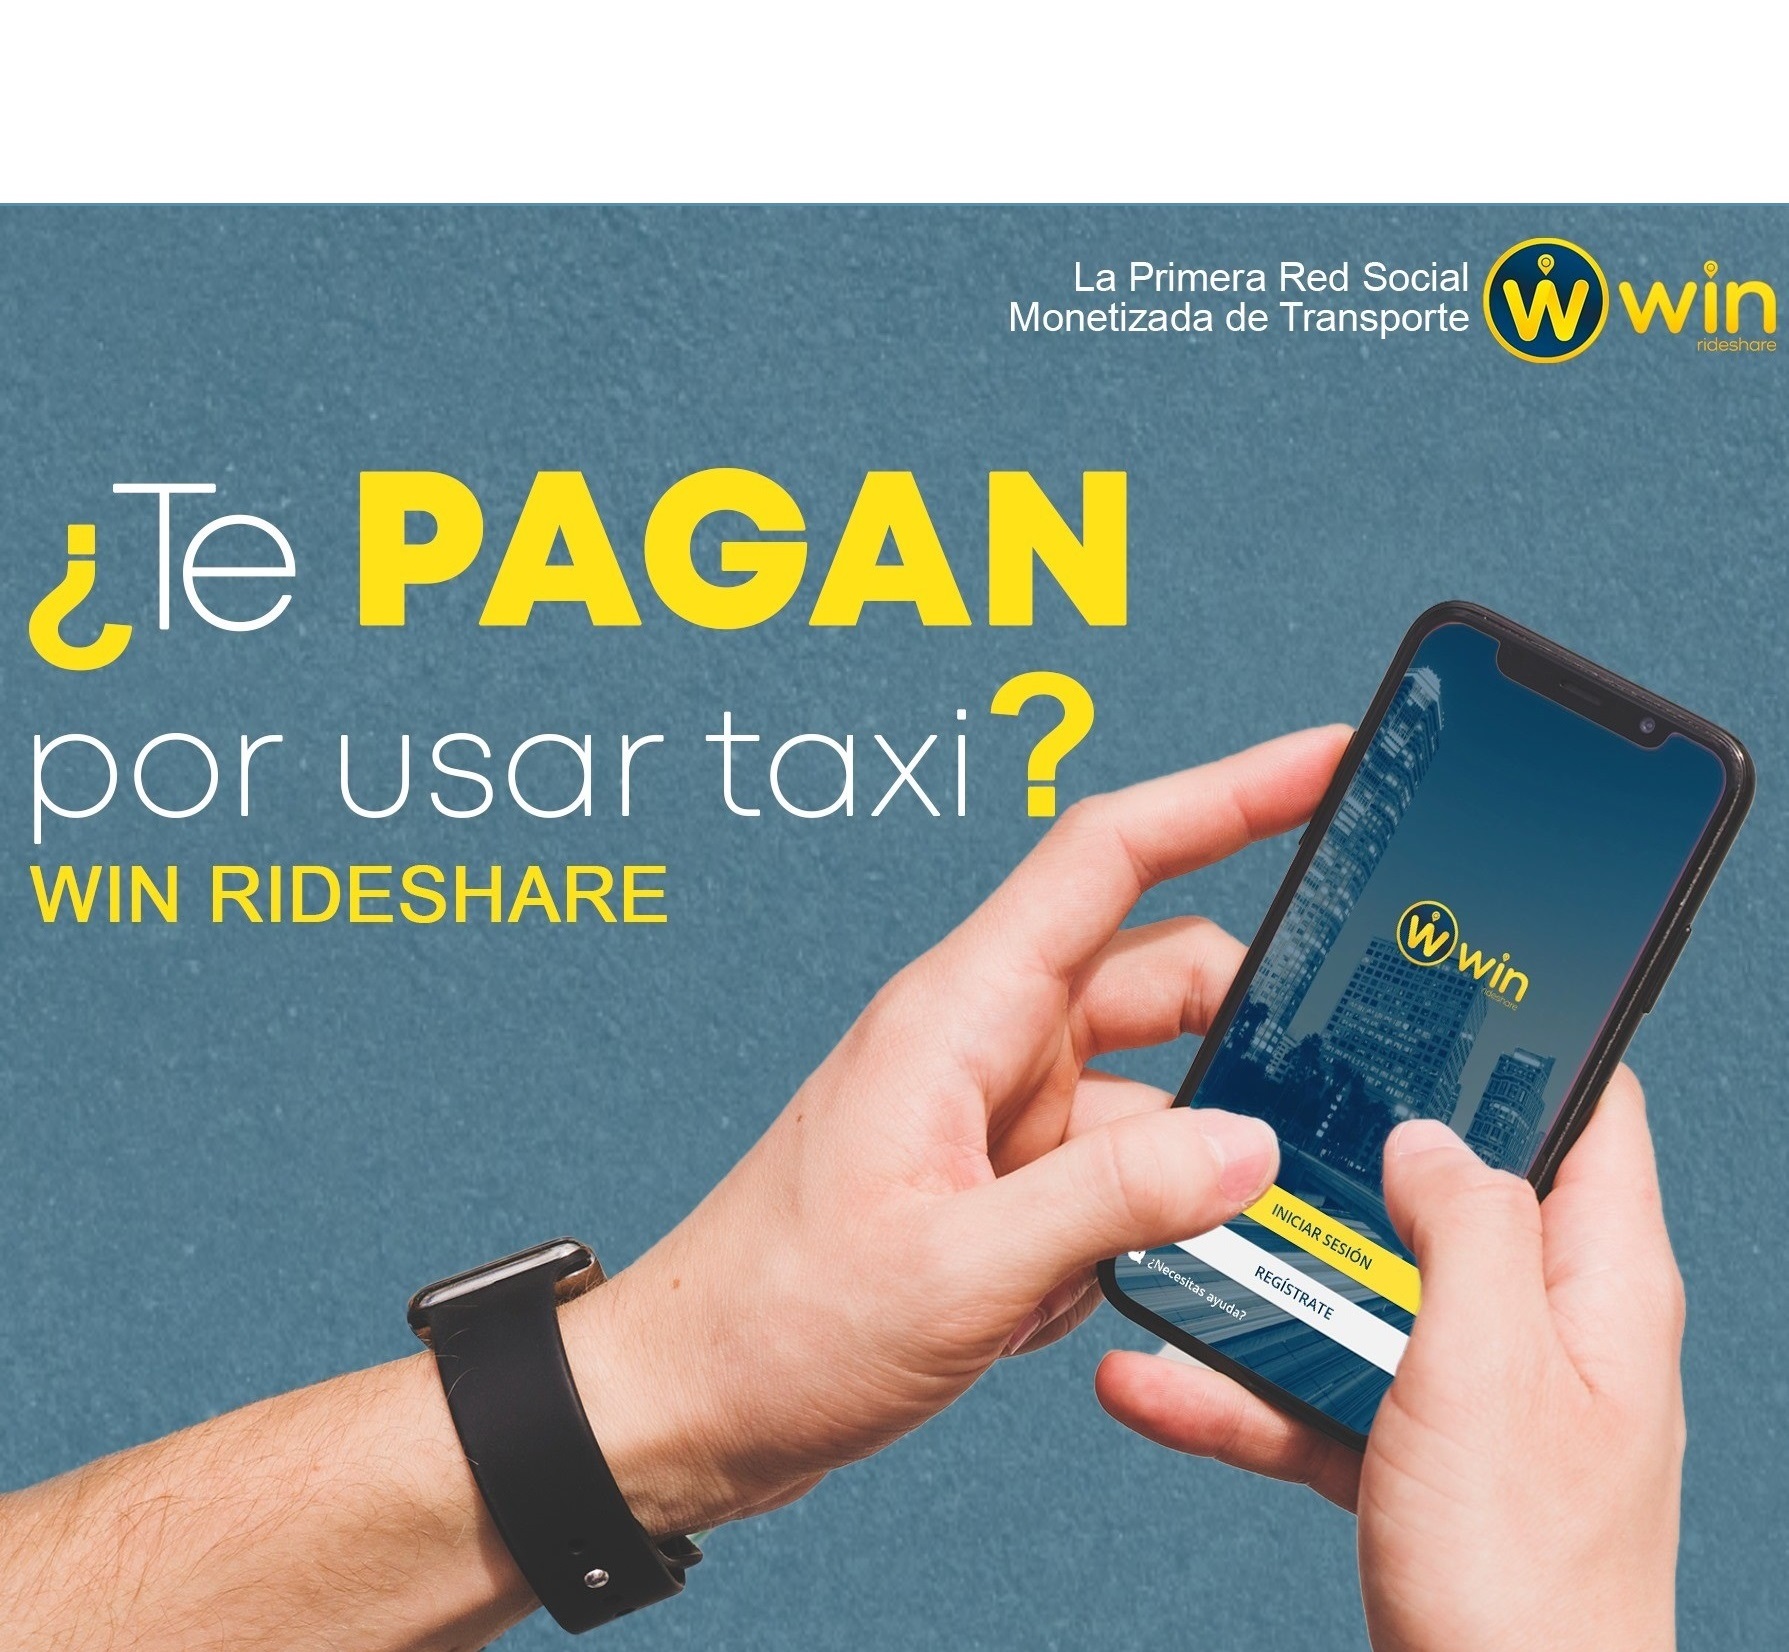 La Primera Red Social
Monetizada de Transporte
W win
rideshare
¿Te PAGAN
por usar taxi?
WIN RIDESHARE
W win
rideshare
INICIAR SESIÓN
REGÍSTRATE
¿Necesitas ayuda?